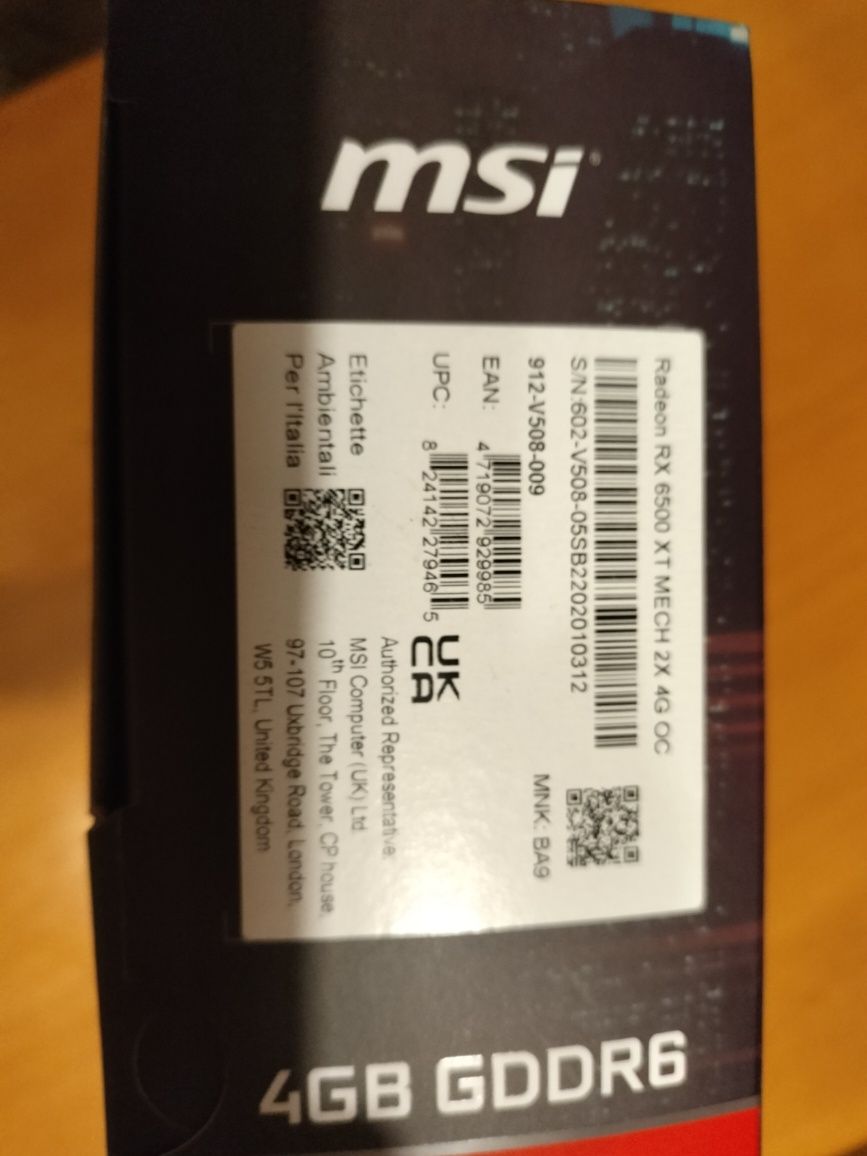 msi
Radeon RX 6500 XT MECH 2X 4G OC
S/N:602-V508-05SB2202010312
912-V508-009
MNK: BA9
EAN:
4 719072 929985
UPC:
8 24142 27946 5
UK
CA
Etichette
Ambientali
Per l'Italia
Authorized Representative:
MSI Computer (UK) Ltd.
10th Floor, The Tower, CP house,
97-107 Uxbridge Road, London,
W5 5TL, United Kingdom
4GB GDDR6